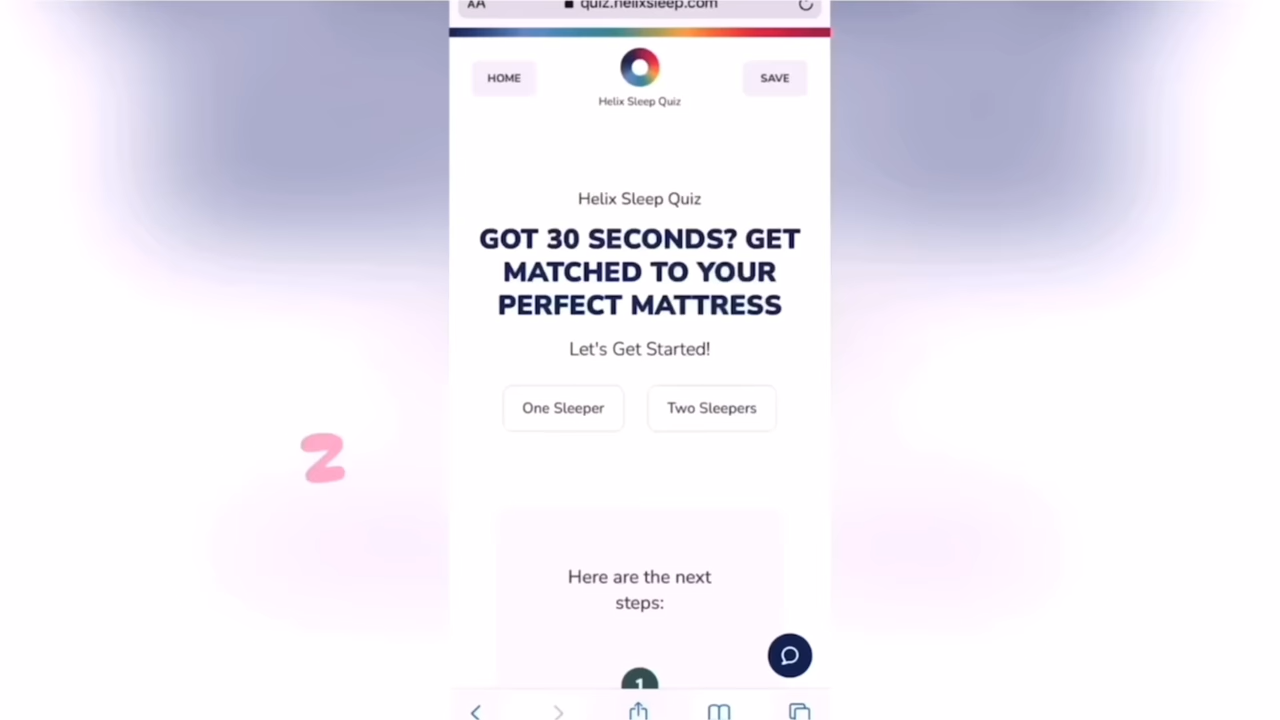 AA quiz.helixsleep.com
HOME
Helix Sleep Quiz
SAVE
Helix Sleep Quiz
GOT 30 SECONDS? GET
MATCHED TO YOUR
PERFECT MATTRESS
Let's Get Started!
One Sleeper
Two Sleepers
Z
Here are the next
steps:
1